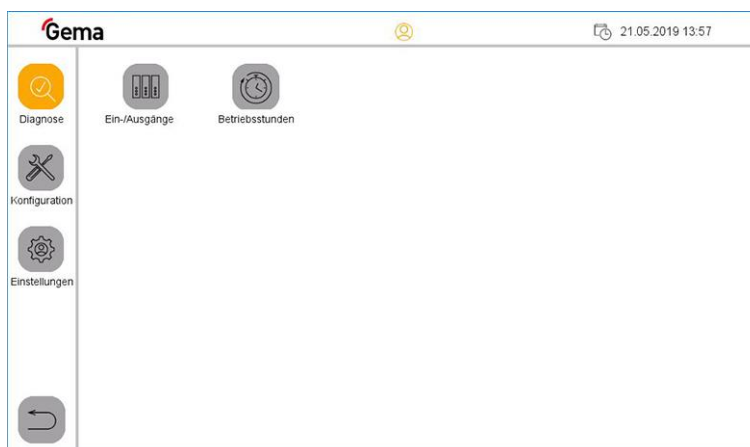 Gema
21.05.2019 13:57
Diagnose
Ein-/Ausgänge
Betriebsstunden
Konfiguration
Einstellungen